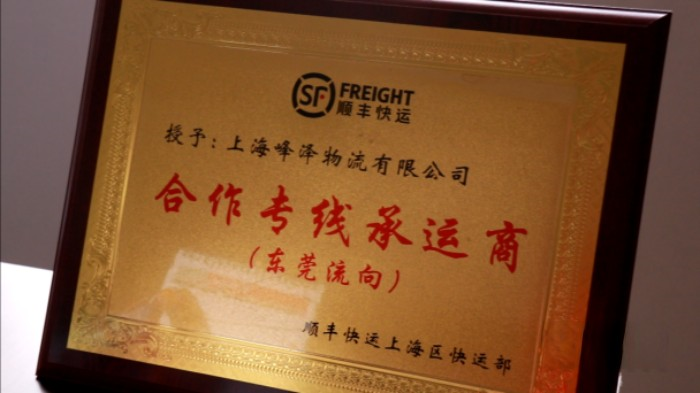 SF FREIGHT
顺丰快运
授予：上海峰泽物流有限公司
合作专线承运商
（东莞流向）
顺丰快运上海区快运部